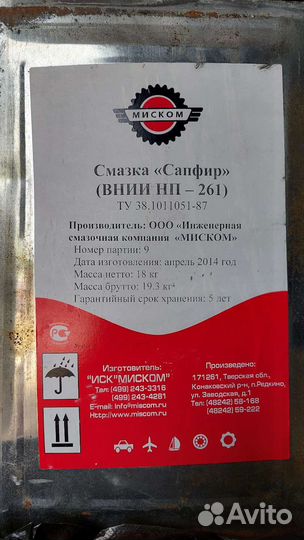 МИСКОМ
Смазка «Сапфир»
(ВНИИ НП – 261)
ТУ 38.1011051-87
Производитель: ООО «Инженерная
смазочная компания «МИСКОМ»
Номер партии: 9
Дата изготовления: апрель 2014 год
Масса нетто: 18 кг
Масса брутто: 19.3 кг
Гарантийный срок хранения: 5 лет
Изготовитель:
"ИСК"МИСКОМ"
Тел: (499) 243-3316
(499) 243-4281
E-mail: info@miscom.ru
Http://www.miscom.ru
Произведено:
171261, Тверская обл.,
Конаковский р-н, п.Редкино,
ул. Заводская, д.1
Тел: (48242) 59-168
(48242) 59-222
Avito